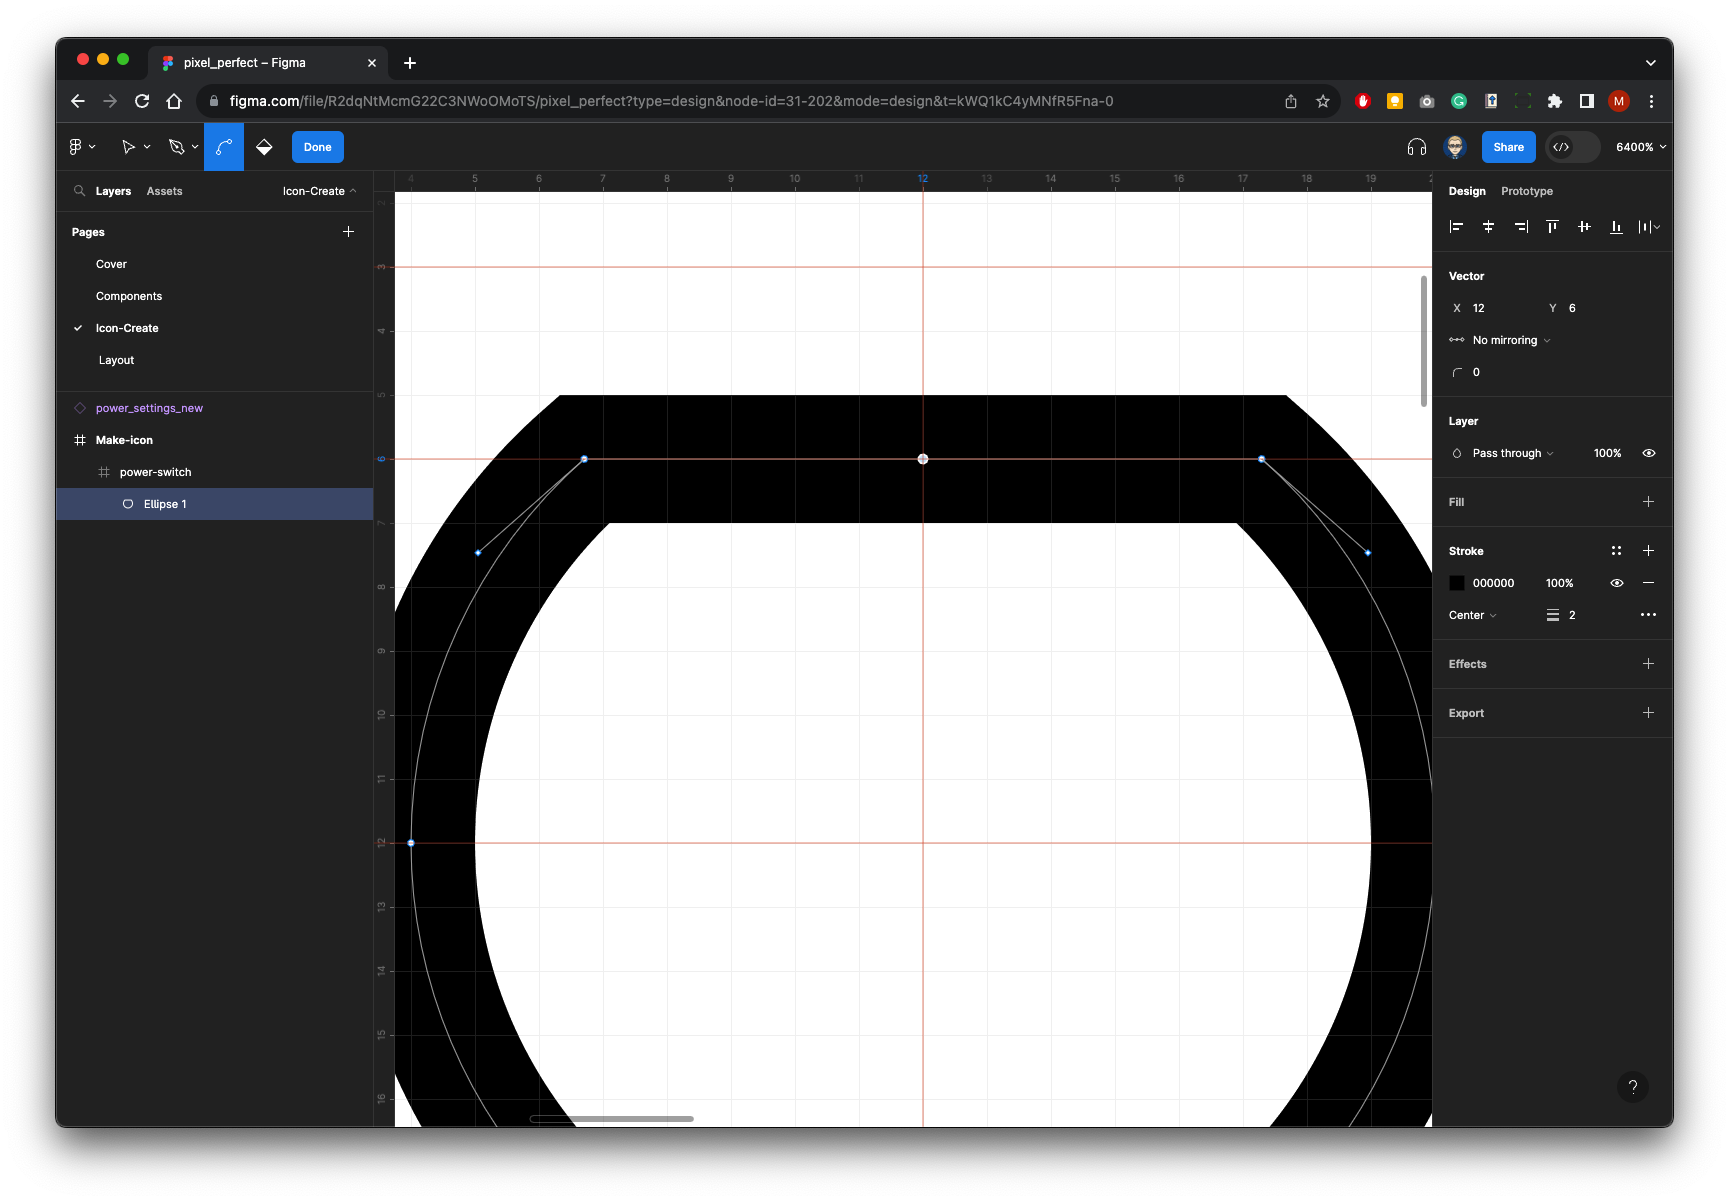 pixel_perfect – Figma
figma.com/file/R2dqNtMcmG22C3NWoOMoTS/pixel_perfect?type=design&node-id=31-202&mode=design&t=kWQ1kC4yMNfR5Fna-0
M
Done
Share
6400%
Layers Assets Icon-Create
Pages
Cover
Components
Icon-Create
Layout
power_settings_new
Make-icon
power-switch
Ellipse 1
4 5 6 7 8 9 10 11 12 13 14 15 16 17 18 19
2
3
4
5
6
7
8
9
10
11
12
13
14
15
16
Design Prototype
Vector
X 12 Y 6
No mirroring
0
Layer
Pass through 100%
Fill
Stroke
000000 100%
Center 2
Effects
Export
?